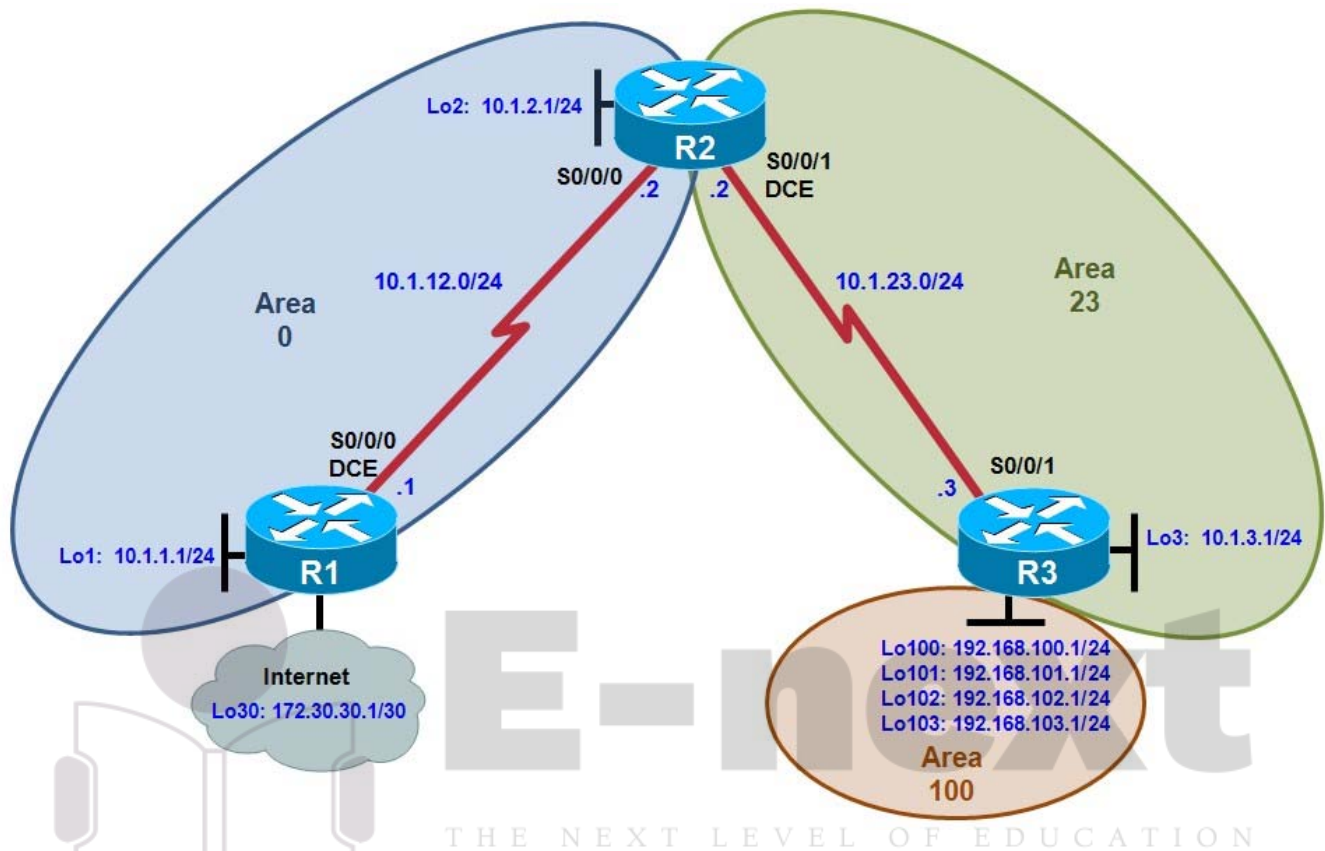 Lo2: 10.1.2.1/24
R2
S0/0/0
.2
.2
S0/0/1
DCE
10.1.12.0/24
10.1.23.0/24
Area
0
Area
23
S0/0/0
DCE
.1
S0/0/1
.3
Lo1: 10.1.1.1/24
R1
R3
Lo3: 10.1.3.1/24
Internet
Lo30: 172.30.30.1/30
Lo100: 192.168.100.1/24
Lo101: 192.168.101.1/24
Lo102: 192.168.102.1/24
Lo103: 192.168.103.1/24
Area
100
E-next
THE NEXT LEVEL OF EDUCATION